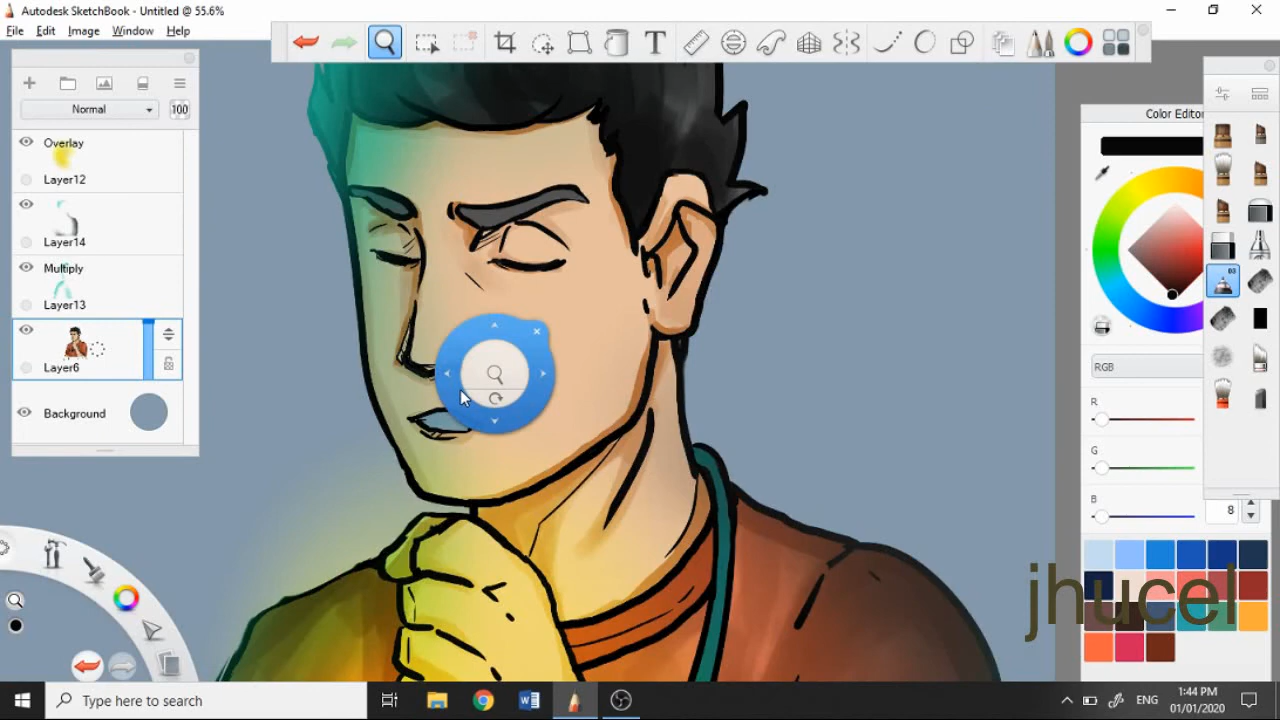 Autodesk SketchBook - Untitled @ 55.6%
File Edit Image Window Help
T
Normal 100
Overlay
Layer12
Layer14
Multiply
Layer13
Layer6
Background
Color Editor
03
RGB
R
G
B 8
jhucel
Type here to search
ENG
1:44 PM
01/01/2020